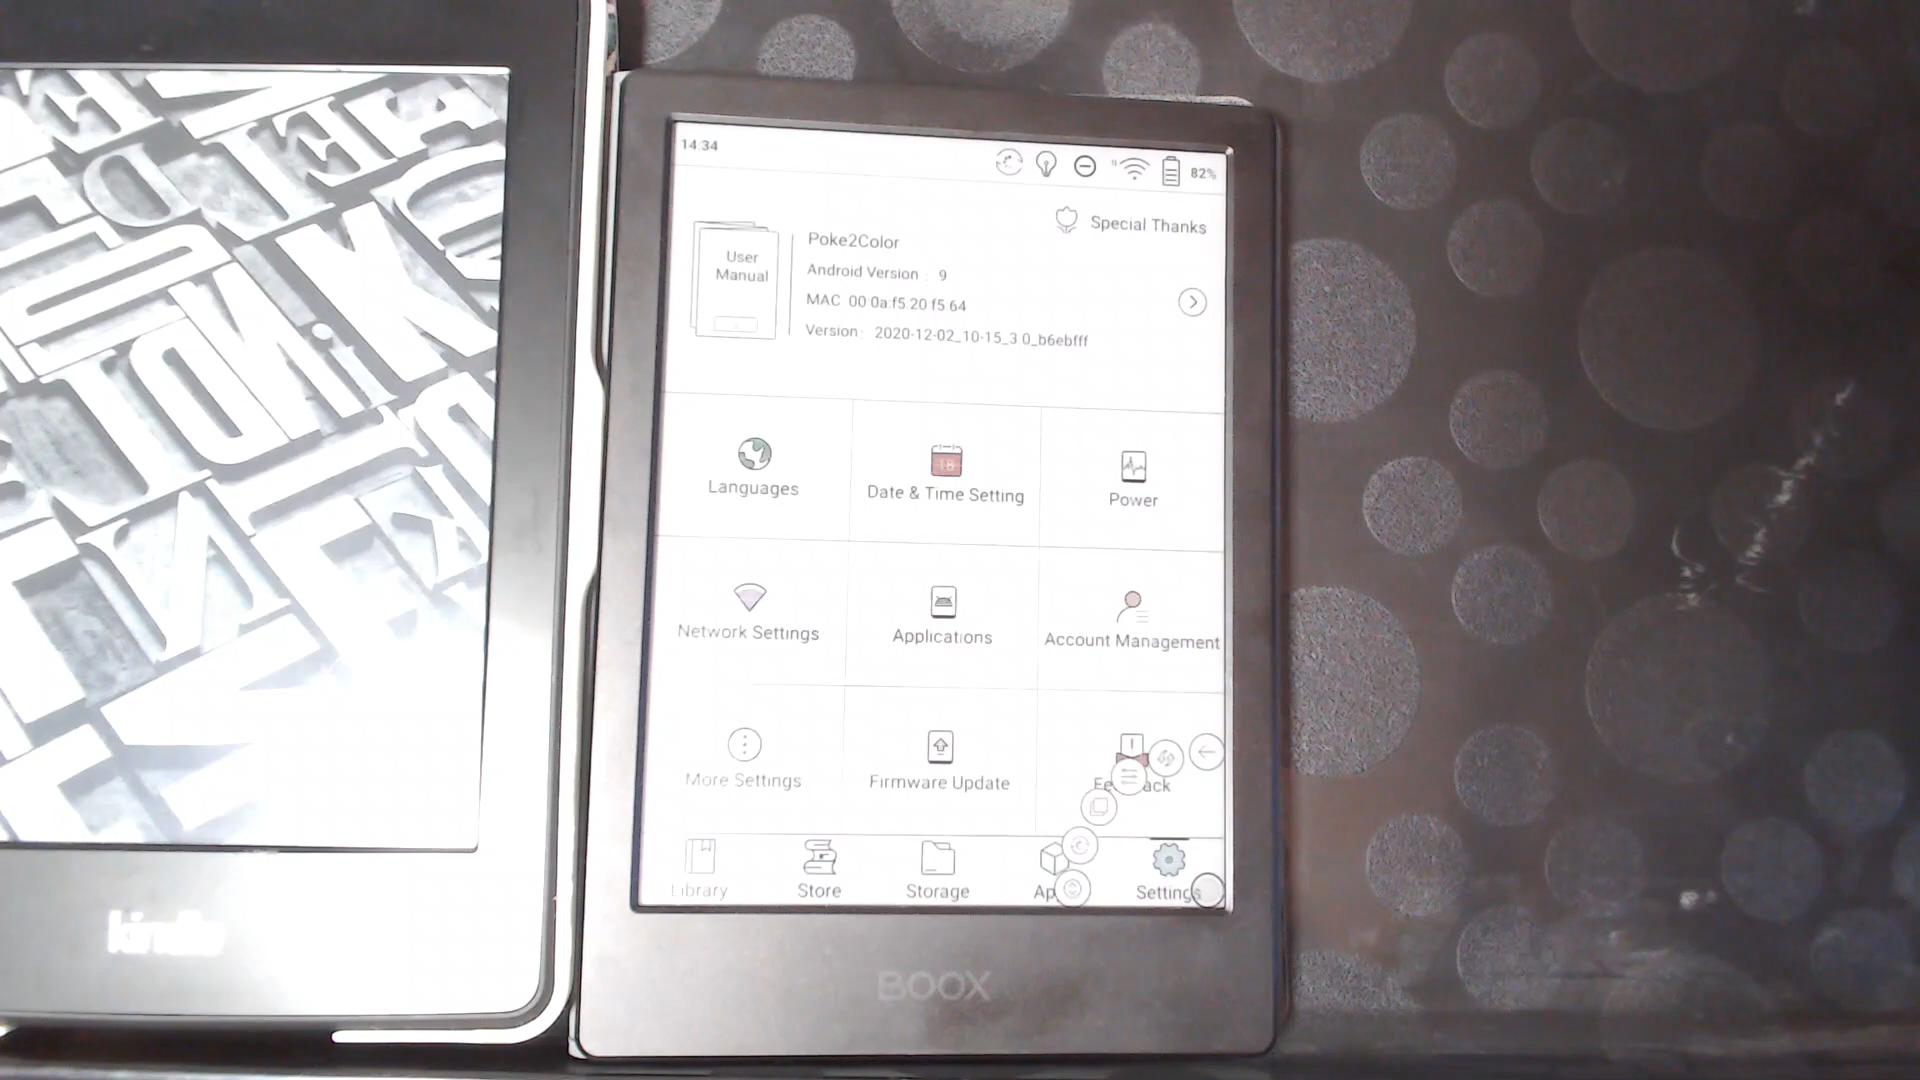 14:34
82%
Special Thanks
User
Manual
Poke2Color
Android Version : 9
MAC 00:0a:f5:20:f5:64
Version: 2020-12-02_10-15_3.0_b6ebfff
Languages
18
Date & Time Setting
Power
Network Settings
Applications
Account Management
More Settings
Firmware Update
Library
Store
Storage
Settings
kindle
BOOX